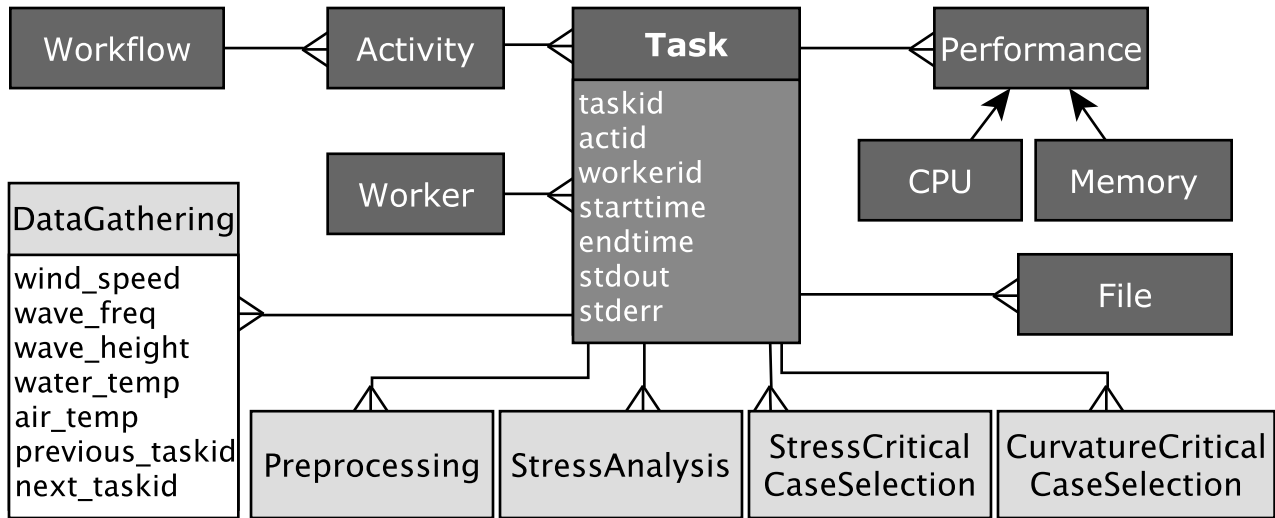 Workflow
Activity
Task
taskid
actid
workerid
starttime
endtime
stdout
stderr
Performance
CPU
Memory
Worker
File
DataGathering
wind_speed
wave_freq
wave_height
water_temp
air_temp
previous_taskid
next_taskid
Preprocessing
StressAnalysis
StressCritical
CaseSelection
CurvatureCritical
CaseSelection